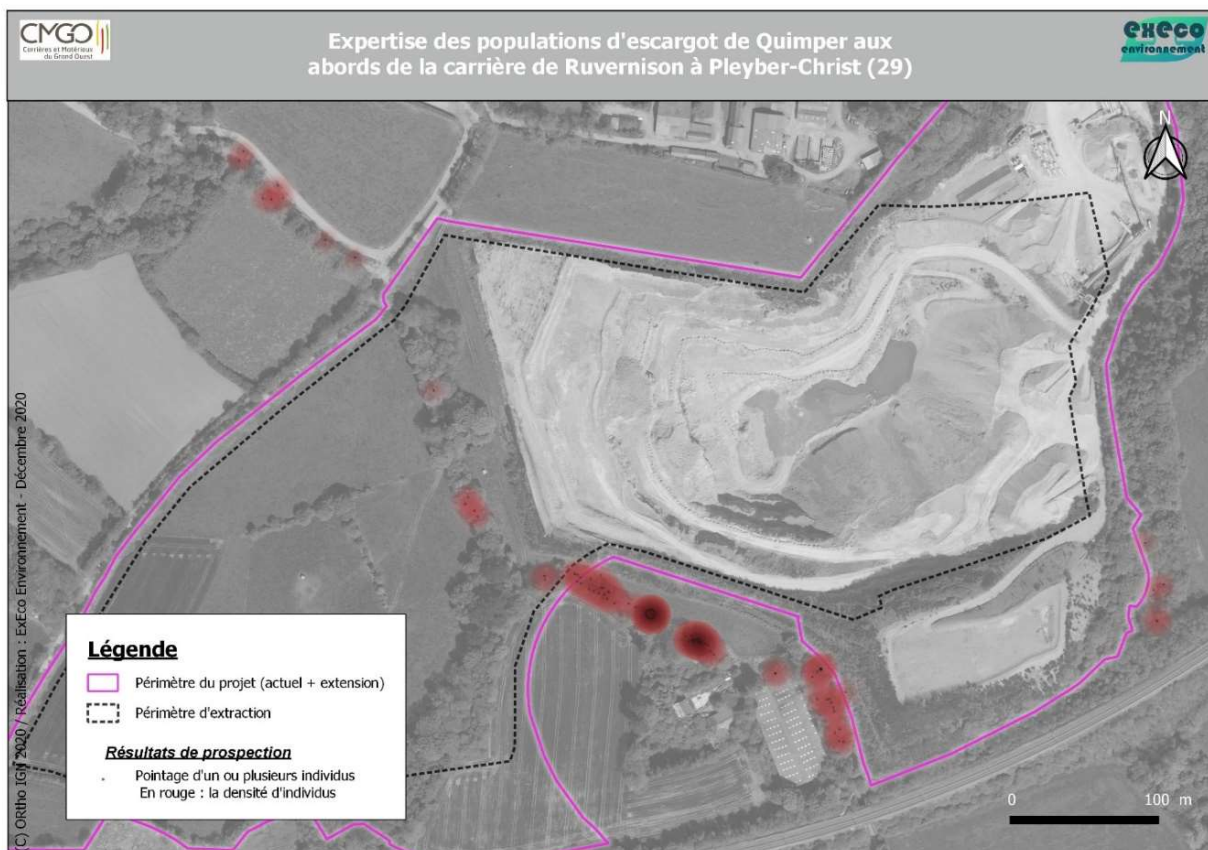 CMGO
Carrières et Matériaux
du Grand Ouest
Expertise des populations d'escargot de Quimper aux
abords de la carrière de Ruvernison à Pleyber-Christ (29)
execo
environnement
N
(C) ORtho IGN 2020 / Réalisation : ExEco Environnement - Décembre 2020
Légende
Périmètre du projet (actuel + extension)
Périmètre d'extraction
Résultats de prospection
Pointage d'un ou plusieurs individus
En rouge : la densité d'individus
0 100 m